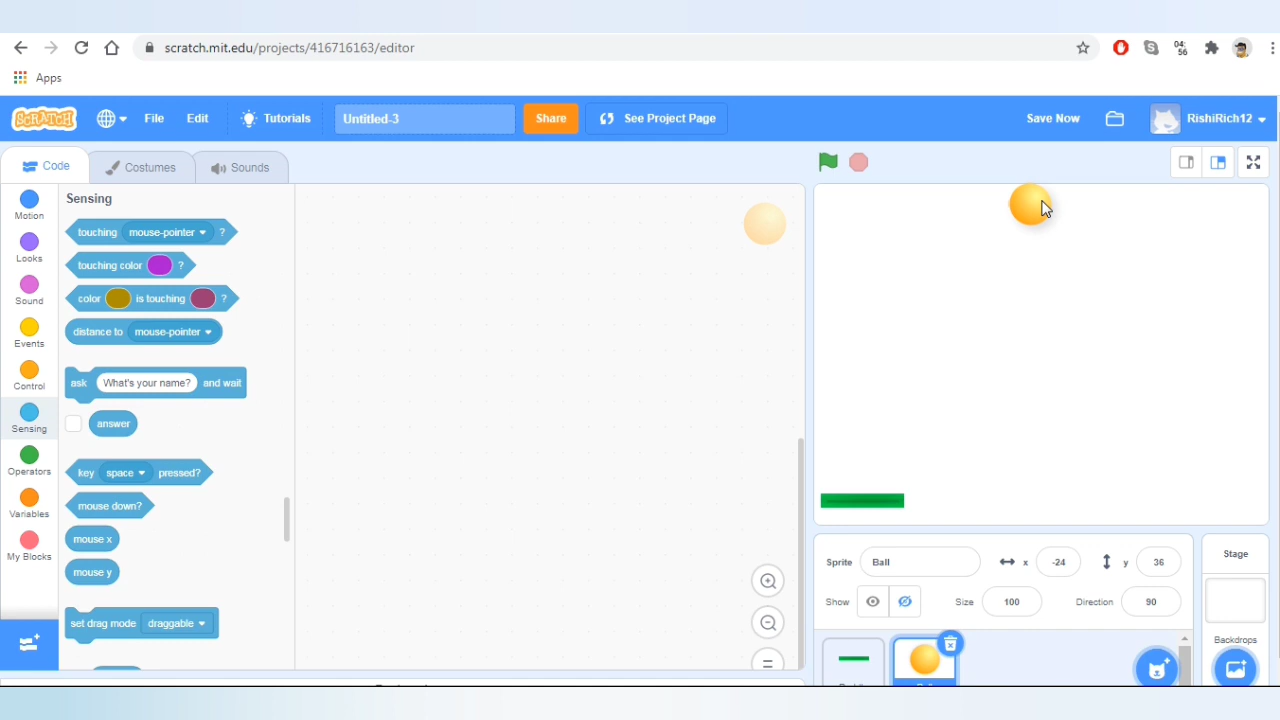 scratch.mit.edu/projects/416716163/editor
04:
56
Apps
SCRATCH
File
Edit
Tutorials
Untitled-3
Share
See Project Page
Save Now
RishiRich12
Code
Costumes
Sounds
Motion
Looks
Sound
Events
Control
Sensing
Operators
Variables
My Blocks
Sensing
touching mouse-pointer ?
touching color ?
color is touching ?
distance to mouse-pointer
ask What's your name? and wait
answer
key space pressed?
mouse down?
mouse x
mouse y
set drag mode draggable
Sprite Ball x -24 y 36
Show Size 100 Direction 90
Stage
Backdrops